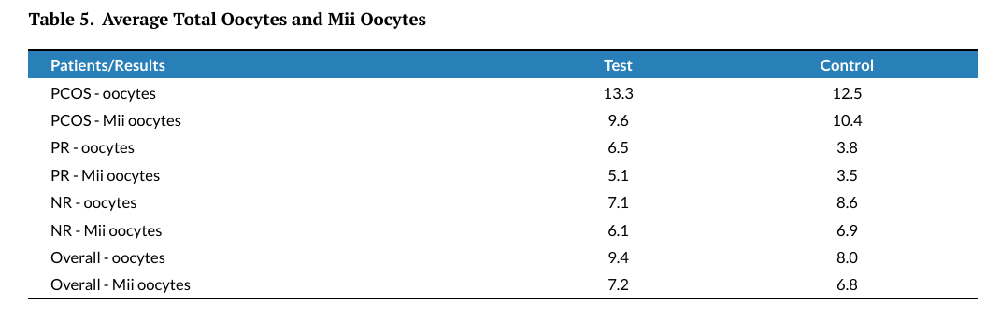 Table 5. Average Total Oocytes and Mii Oocytes
Patients/Results Test Control
PCOS - oocytes 13.3 12.5
PCOS - Mii oocytes 9.6 10.4
PR - oocytes 6.5 3.8
PR - Mii oocytes 5.1 3.5
NR - oocytes 7.1 8.6
NR - Mii oocytes 6.1 6.9
Overall - oocytes 9.4 8.0
Overall - Mii oocytes 7.2 6.8